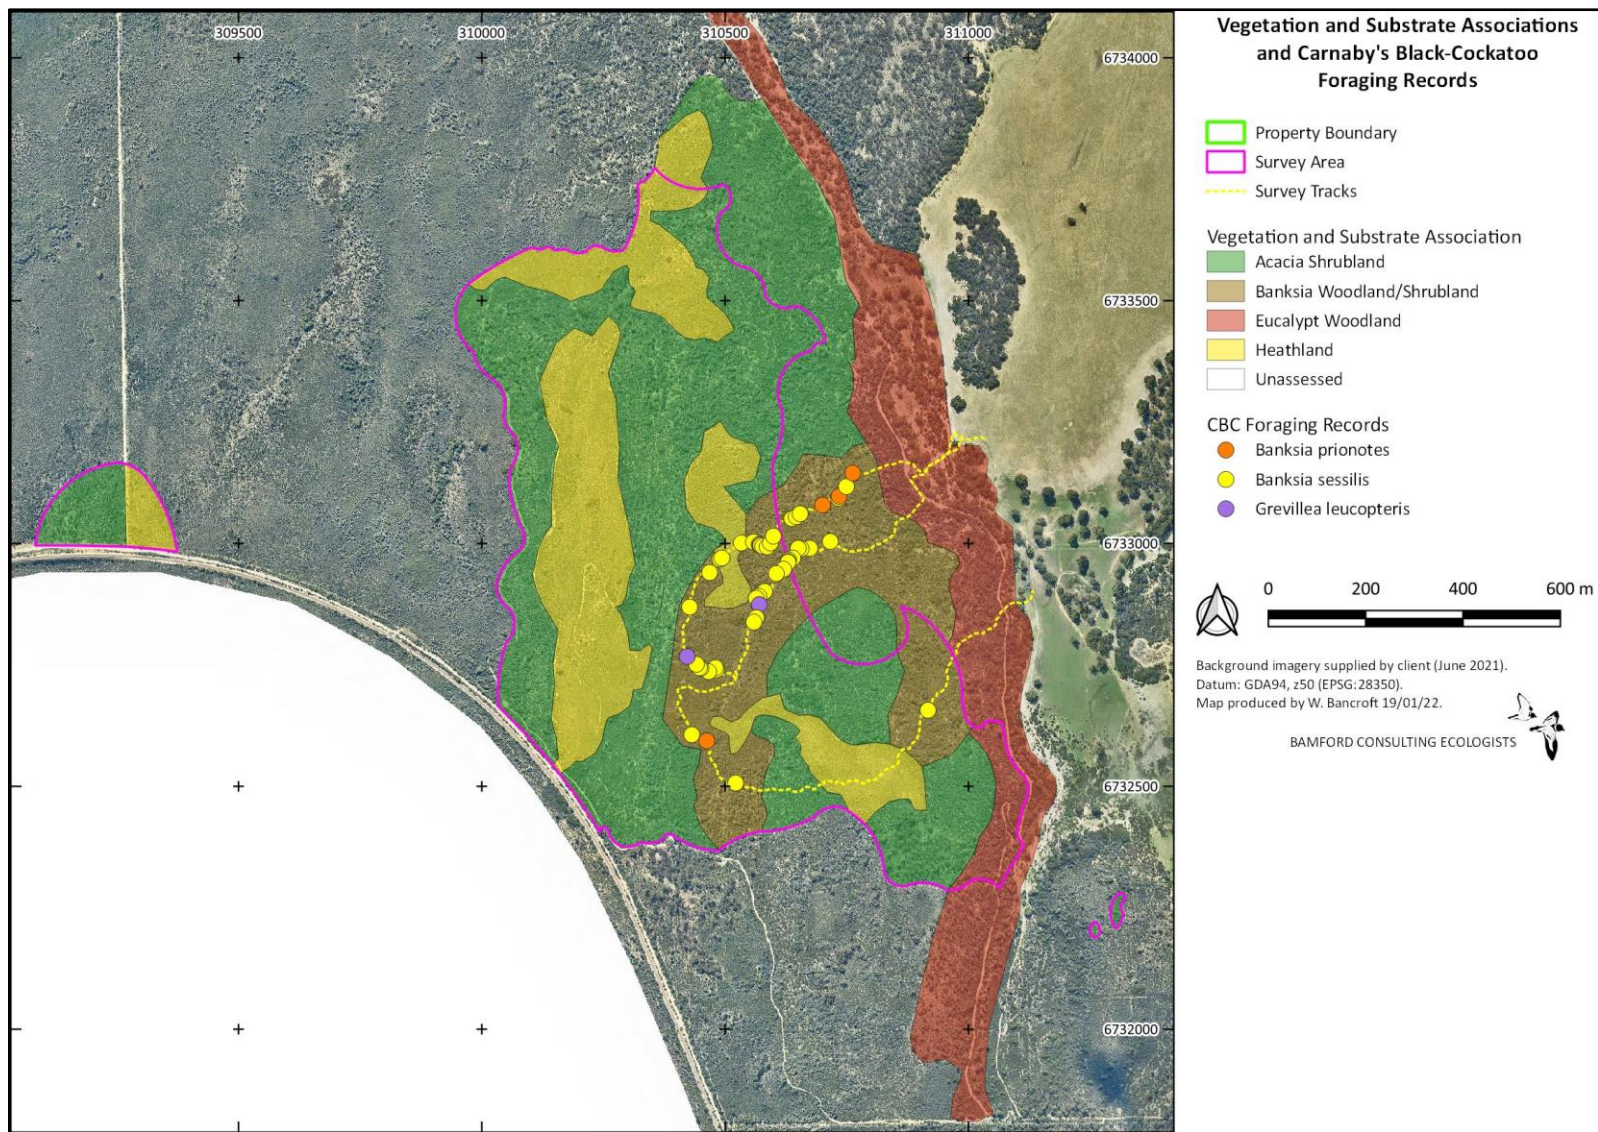 309500
310000
310500
311000
6734000
6733500
6733000
6732500
6732000
Vegetation and Substrate Associations
and Carnaby's Black-Cockatoo
Foraging Records
Property Boundary
Survey Area
Survey Tracks
Vegetation and Substrate Association
Acacia Shrubland
Banksia Woodland/Shrubland
Eucalypt Woodland
Heathland
Unassessed
CBC Foraging Records
Banksia prionotes
Banksia sessilis
Grevillea leucopteris
0 200 400 600 m
Background imagery supplied by client (June 2021).
Datum: GDA94, z50 (EPSG:28350).
Map produced by W. Bancroft 19/01/22.
BAMFORD CONSULTING ECOLOGISTS